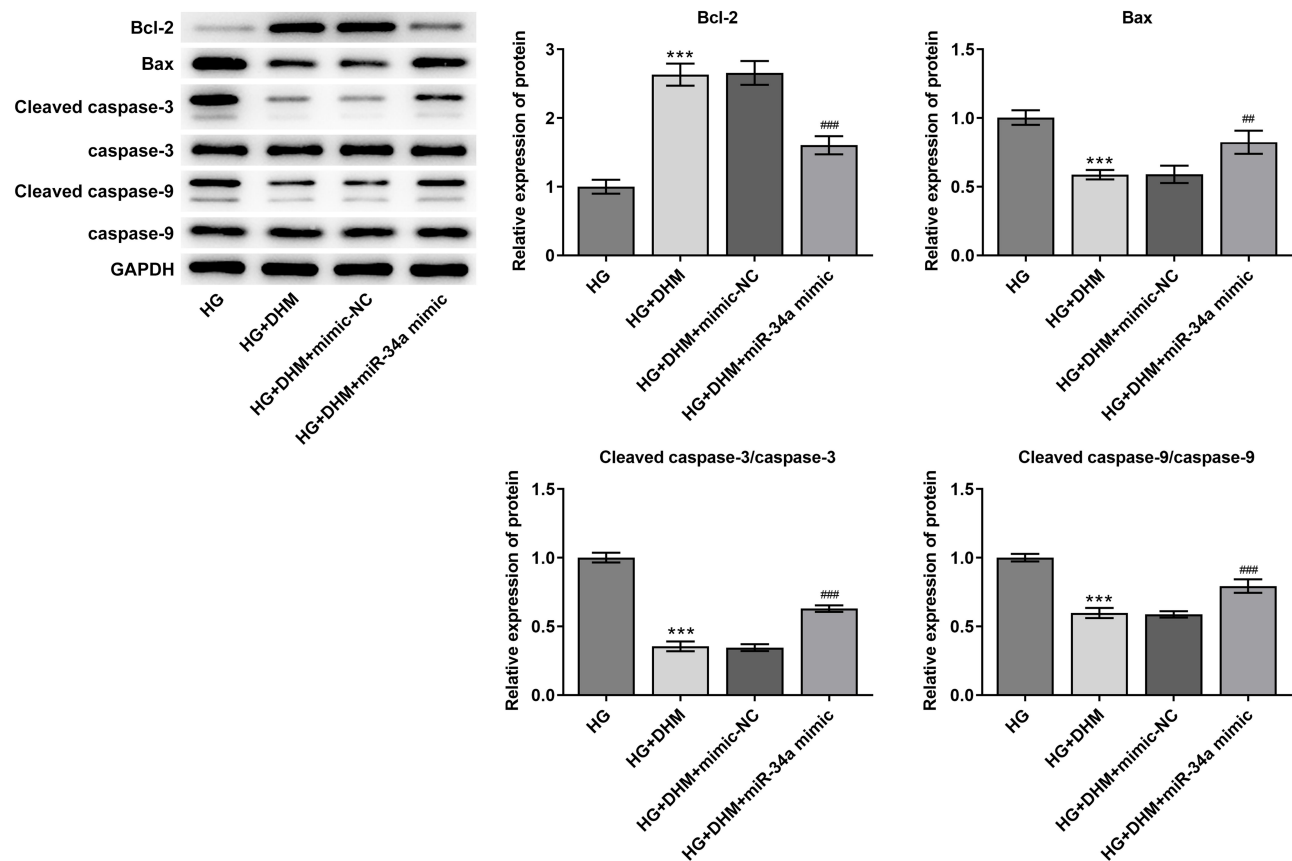 Bcl-2
Bax
Cleaved caspase-3
caspase-3
Cleaved caspase-9
caspase-9
GAPDH
HG
HG+DHM
HG+DHM+mimic-NC
HG+DHM+miR-34a mimic
Bcl-2
Relative expression of protein
3
2
1
0
***
###
HG
HG+DHM
HG+DHM+mimic-NC
HG+DHM+miR-34a mimic
Bax
Relative expression of protein
1.5
1.0
0.5
0.0
***
##
HG
HG+DHM
HG+DHM+mimic-NC
HG+DHM+miR-34a mimic
Cleaved caspase-3/caspase-3
Relative expression of protein
1.5
1.0
0.5
0.0
***
###
HG
HG+DHM
HG+DHM+mimic-NC
HG+DHM+miR-34a mimic
Cleaved caspase-9/caspase-9
Relative expression of protein
1.5
1.0
0.5
0.0
***
###
HG
HG+DHM
HG+DHM+mimic-NC
HG+DHM+miR-34a mimic